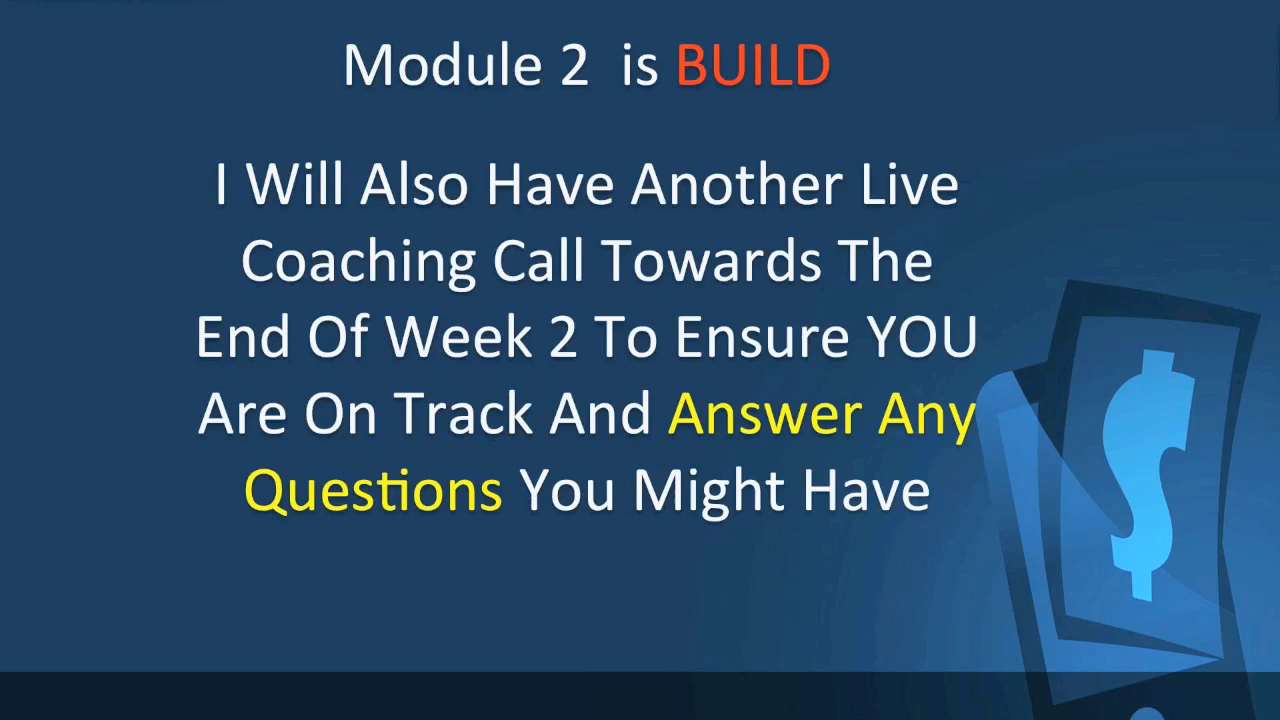 Module 2  is BUILD
I Will Also Have Another Live
Coaching Call Towards The
End Of Week 2 To Ensure YOU
Are On Track And Answer Any
Questions You Might Have
$